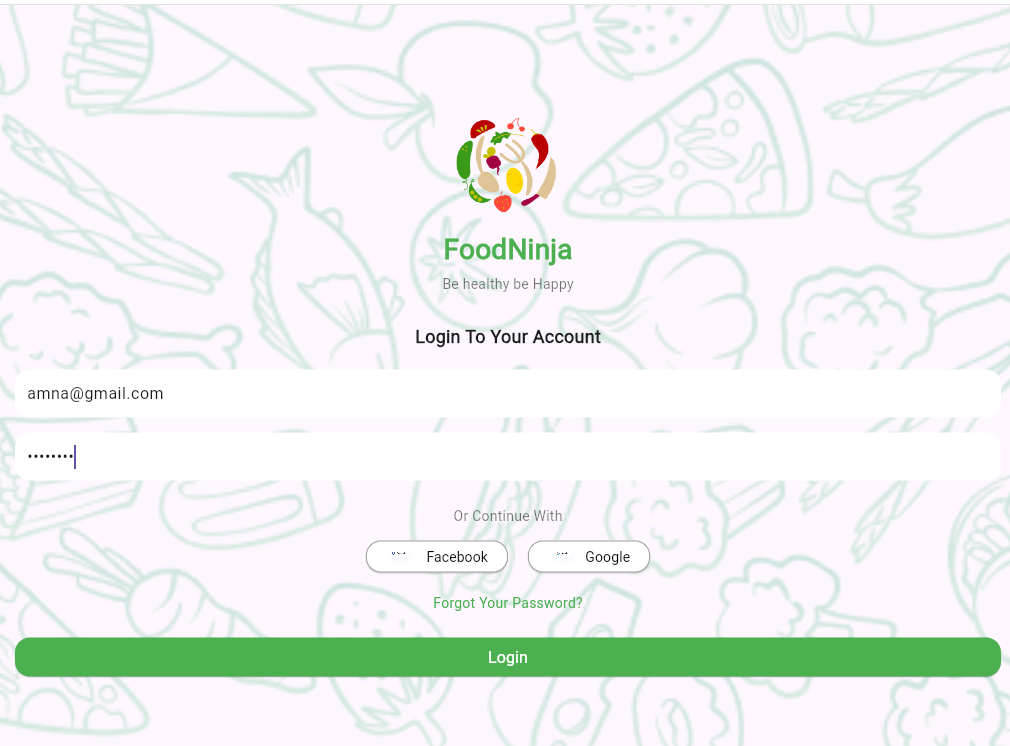 FoodNinja
Be healthy be Happy
Login To Your Account
amna@gmail.com
••••••••
Or Continue With
Facebook Google
Forgot Your Password?
Login